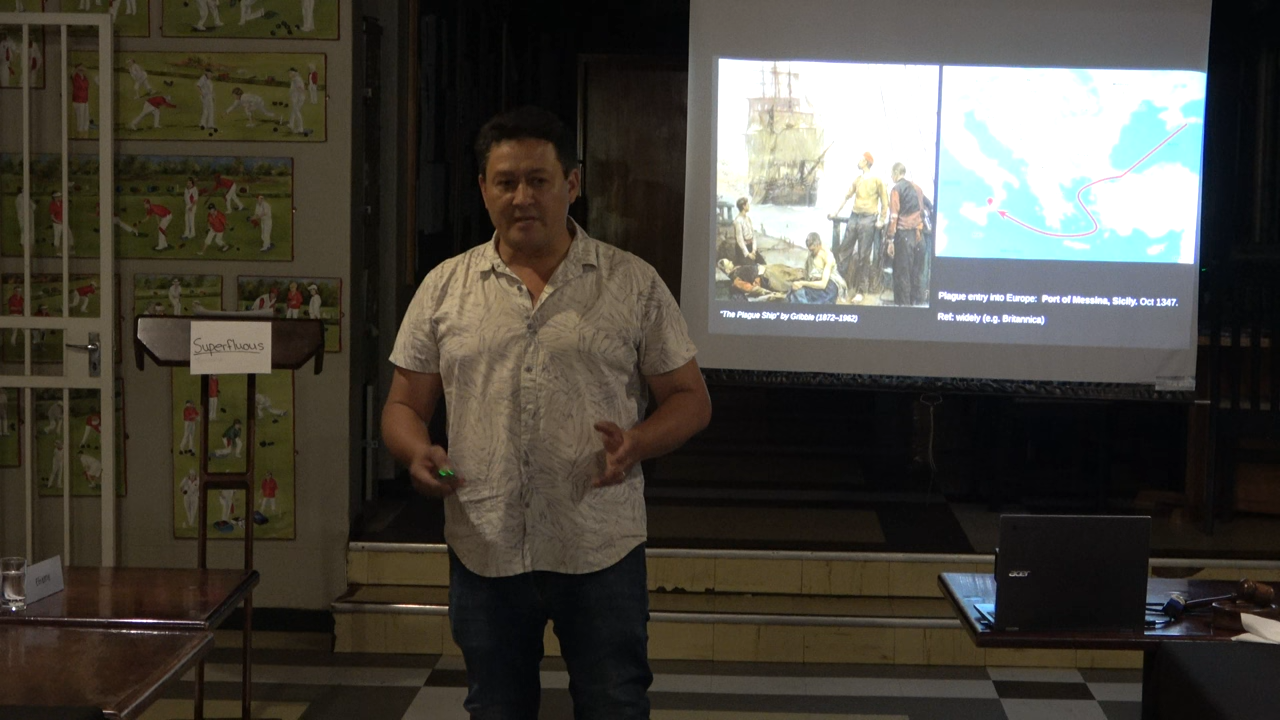 Superfluous
"The Plague Ship" by Gribble (1872–1962)
Plague entry into Europe: Port of Messina, Sicily. Oct 1347.
Ref: widely (e.g. Britannica)
acer